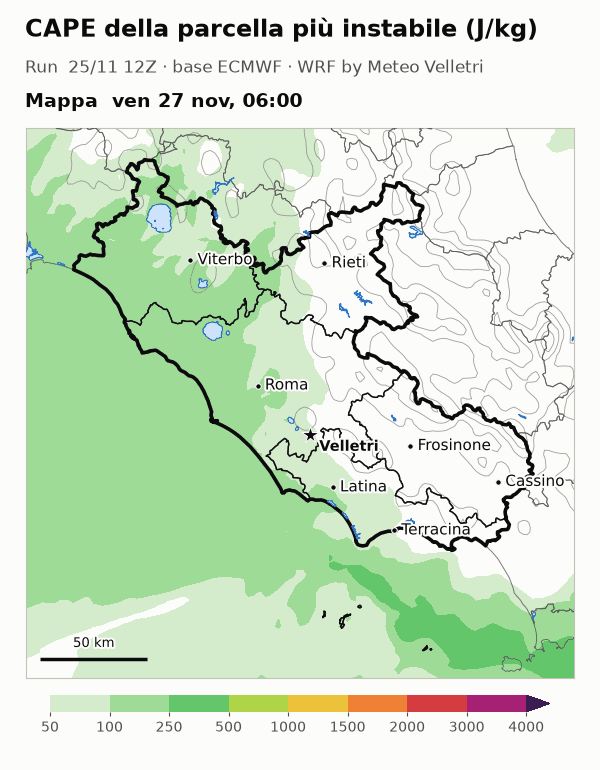 CAPE della parcella più instabile (J/kg)
Run  25/11 12Z · base ECMWF · WRF by Meteo Velletri
Mappa  ven 27 nov, 06:00
Viterbo
Rieti
Roma
Velletri
Frosinone
Latina
Cassino
Terracina
50 km
50 100 250 500 1000 1500 2000 3000 4000